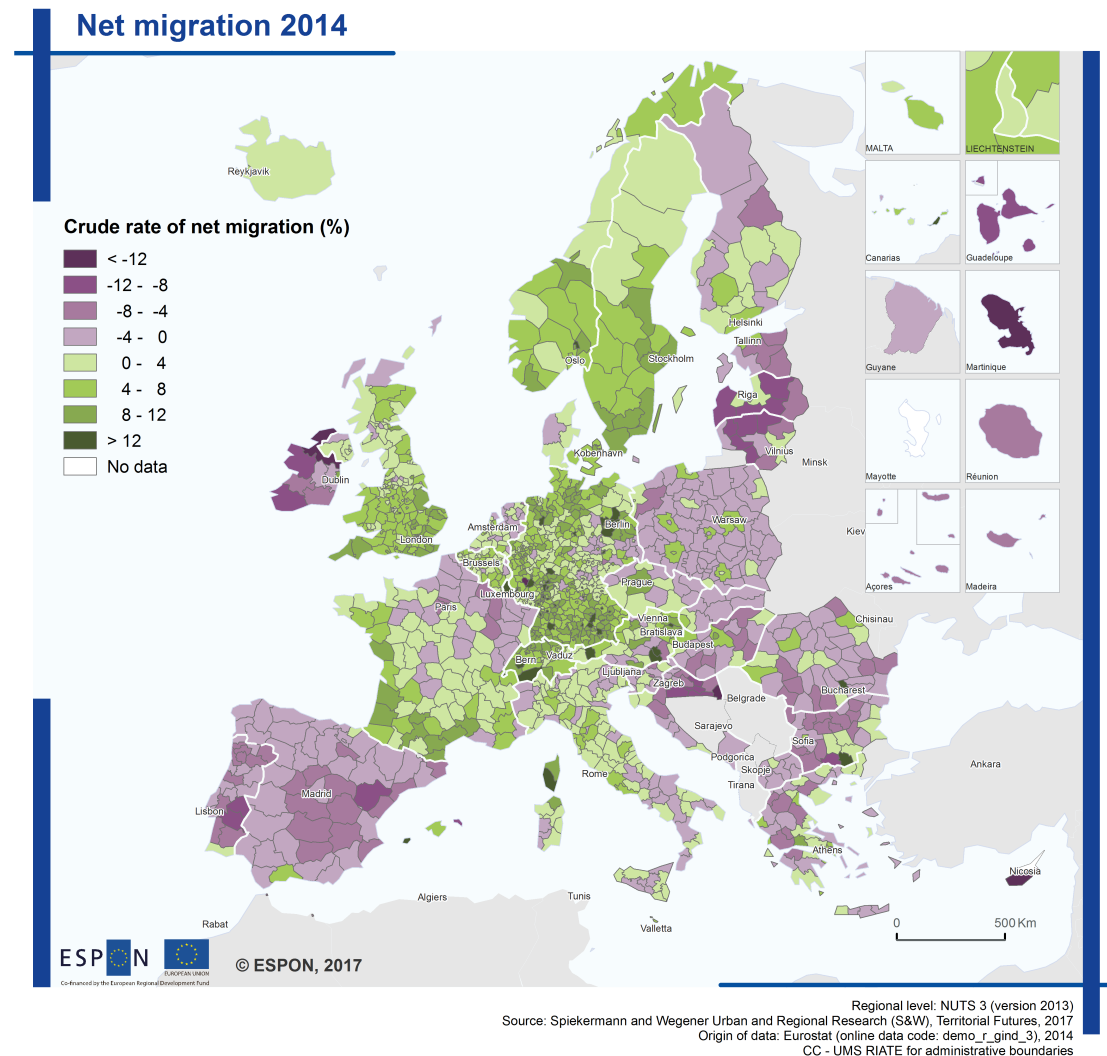 Net migration 2014
Reykjavik
Crude rate of net migration (%)
< -12
-12 - -8
-8 - -4
-4 - 0
0 - 4
4 - 8
8 - 12
> 12
No data
MALTA
LIECHTENSTEIN
Canarias
Guadeloupe
Guyane
Martinique
Mayotte
Réunion
Açores
Madeira
Helsinki
Tallinn
Oslo
Stockholm
Riga
Vilnius
Minsk
Kobenhavn
Dublin
Amsterdam
Berlin
Warsaw
Kiev
London
Brussels
Luxembourg
Prague
Paris
Vienna
Bratislava
Budapest
Chisinau
Bern
Vaduz
Ljubljana
Zagreb
Belgrade
Bucharest
Sarajevo
Sofia
Podgorica
Skopje
Tirana
Ankara
Rome
Madrid
Lisbon
Athens
Nicosia
Algiers
Tunis
Rabat
Valletta
0 500 Km
ESPON
EUROPEAN UNION
Co-financed by the European Regional Development Fund
© ESPON, 2017
Regional level: NUTS 3 (version 2013)
Source: Spiekermann and Wegener Urban and Regional Research (S&W), Territorial Futures, 2017
Origin of data: Eurostat (online data code: demo_r_gind_3), 2014
CC - UMS RIATE for administrative boundaries